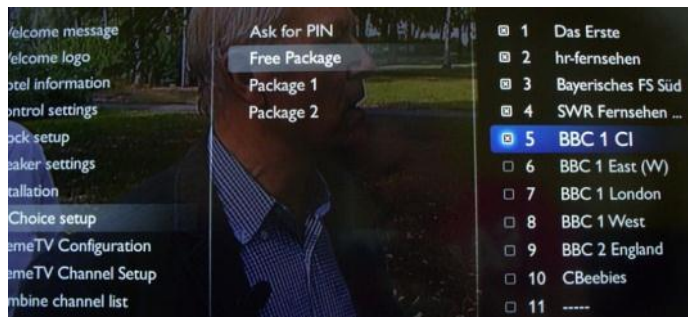 elcome message
elcome logo
otel information
ontrol settings
ock setup
eaker settings
tallation
Choice setup
emeTV Configuration
emeTV Channel Setup
mbine channel list
Ask for PIN
Free Package
Package 1
Package 2
1 Das Erste
2 hr-fernsehen
3 Bayerisches FS Süd
4 SWR Fernsehen ...
5 BBC 1 CI
6 BBC 1 East (W)
7 BBC 1 London
8 BBC 1 West
9 BBC 2 England
10 CBeebies
11 -----